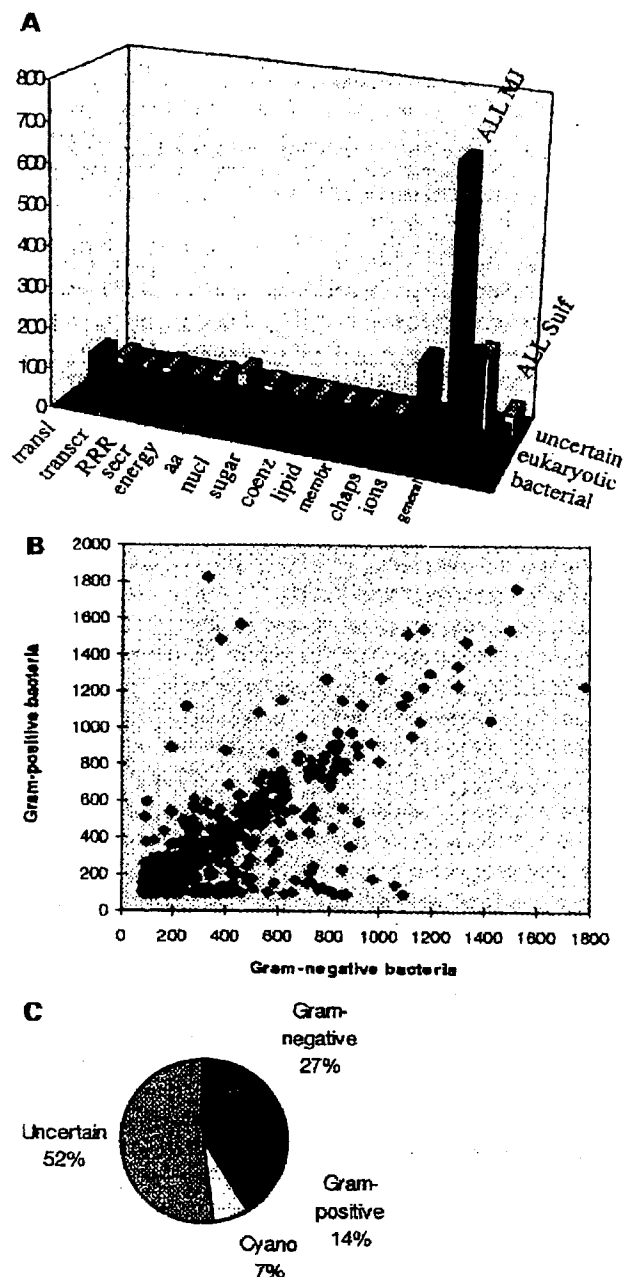 A
800
700
600
500
400
300
200
100
0
transl
transcr
RRR
secr
energy
aa
nucl
sugar
coenz
lipid
membr
chaps
ions
general
ALL MJ
ALL Sulf
uncertain
eukaryotic
bacterial
B
2000
1800
1600
1400
1200
1000
800
600
400
200
0
Gram-positive bacteria
0 200 400 600 800 1000 1200 1400 1600 1800
Gram-negative bacteria
C
Gram-
negative
27%
Uncertain
52%
Gram-
positive
14%
Cyano
7%